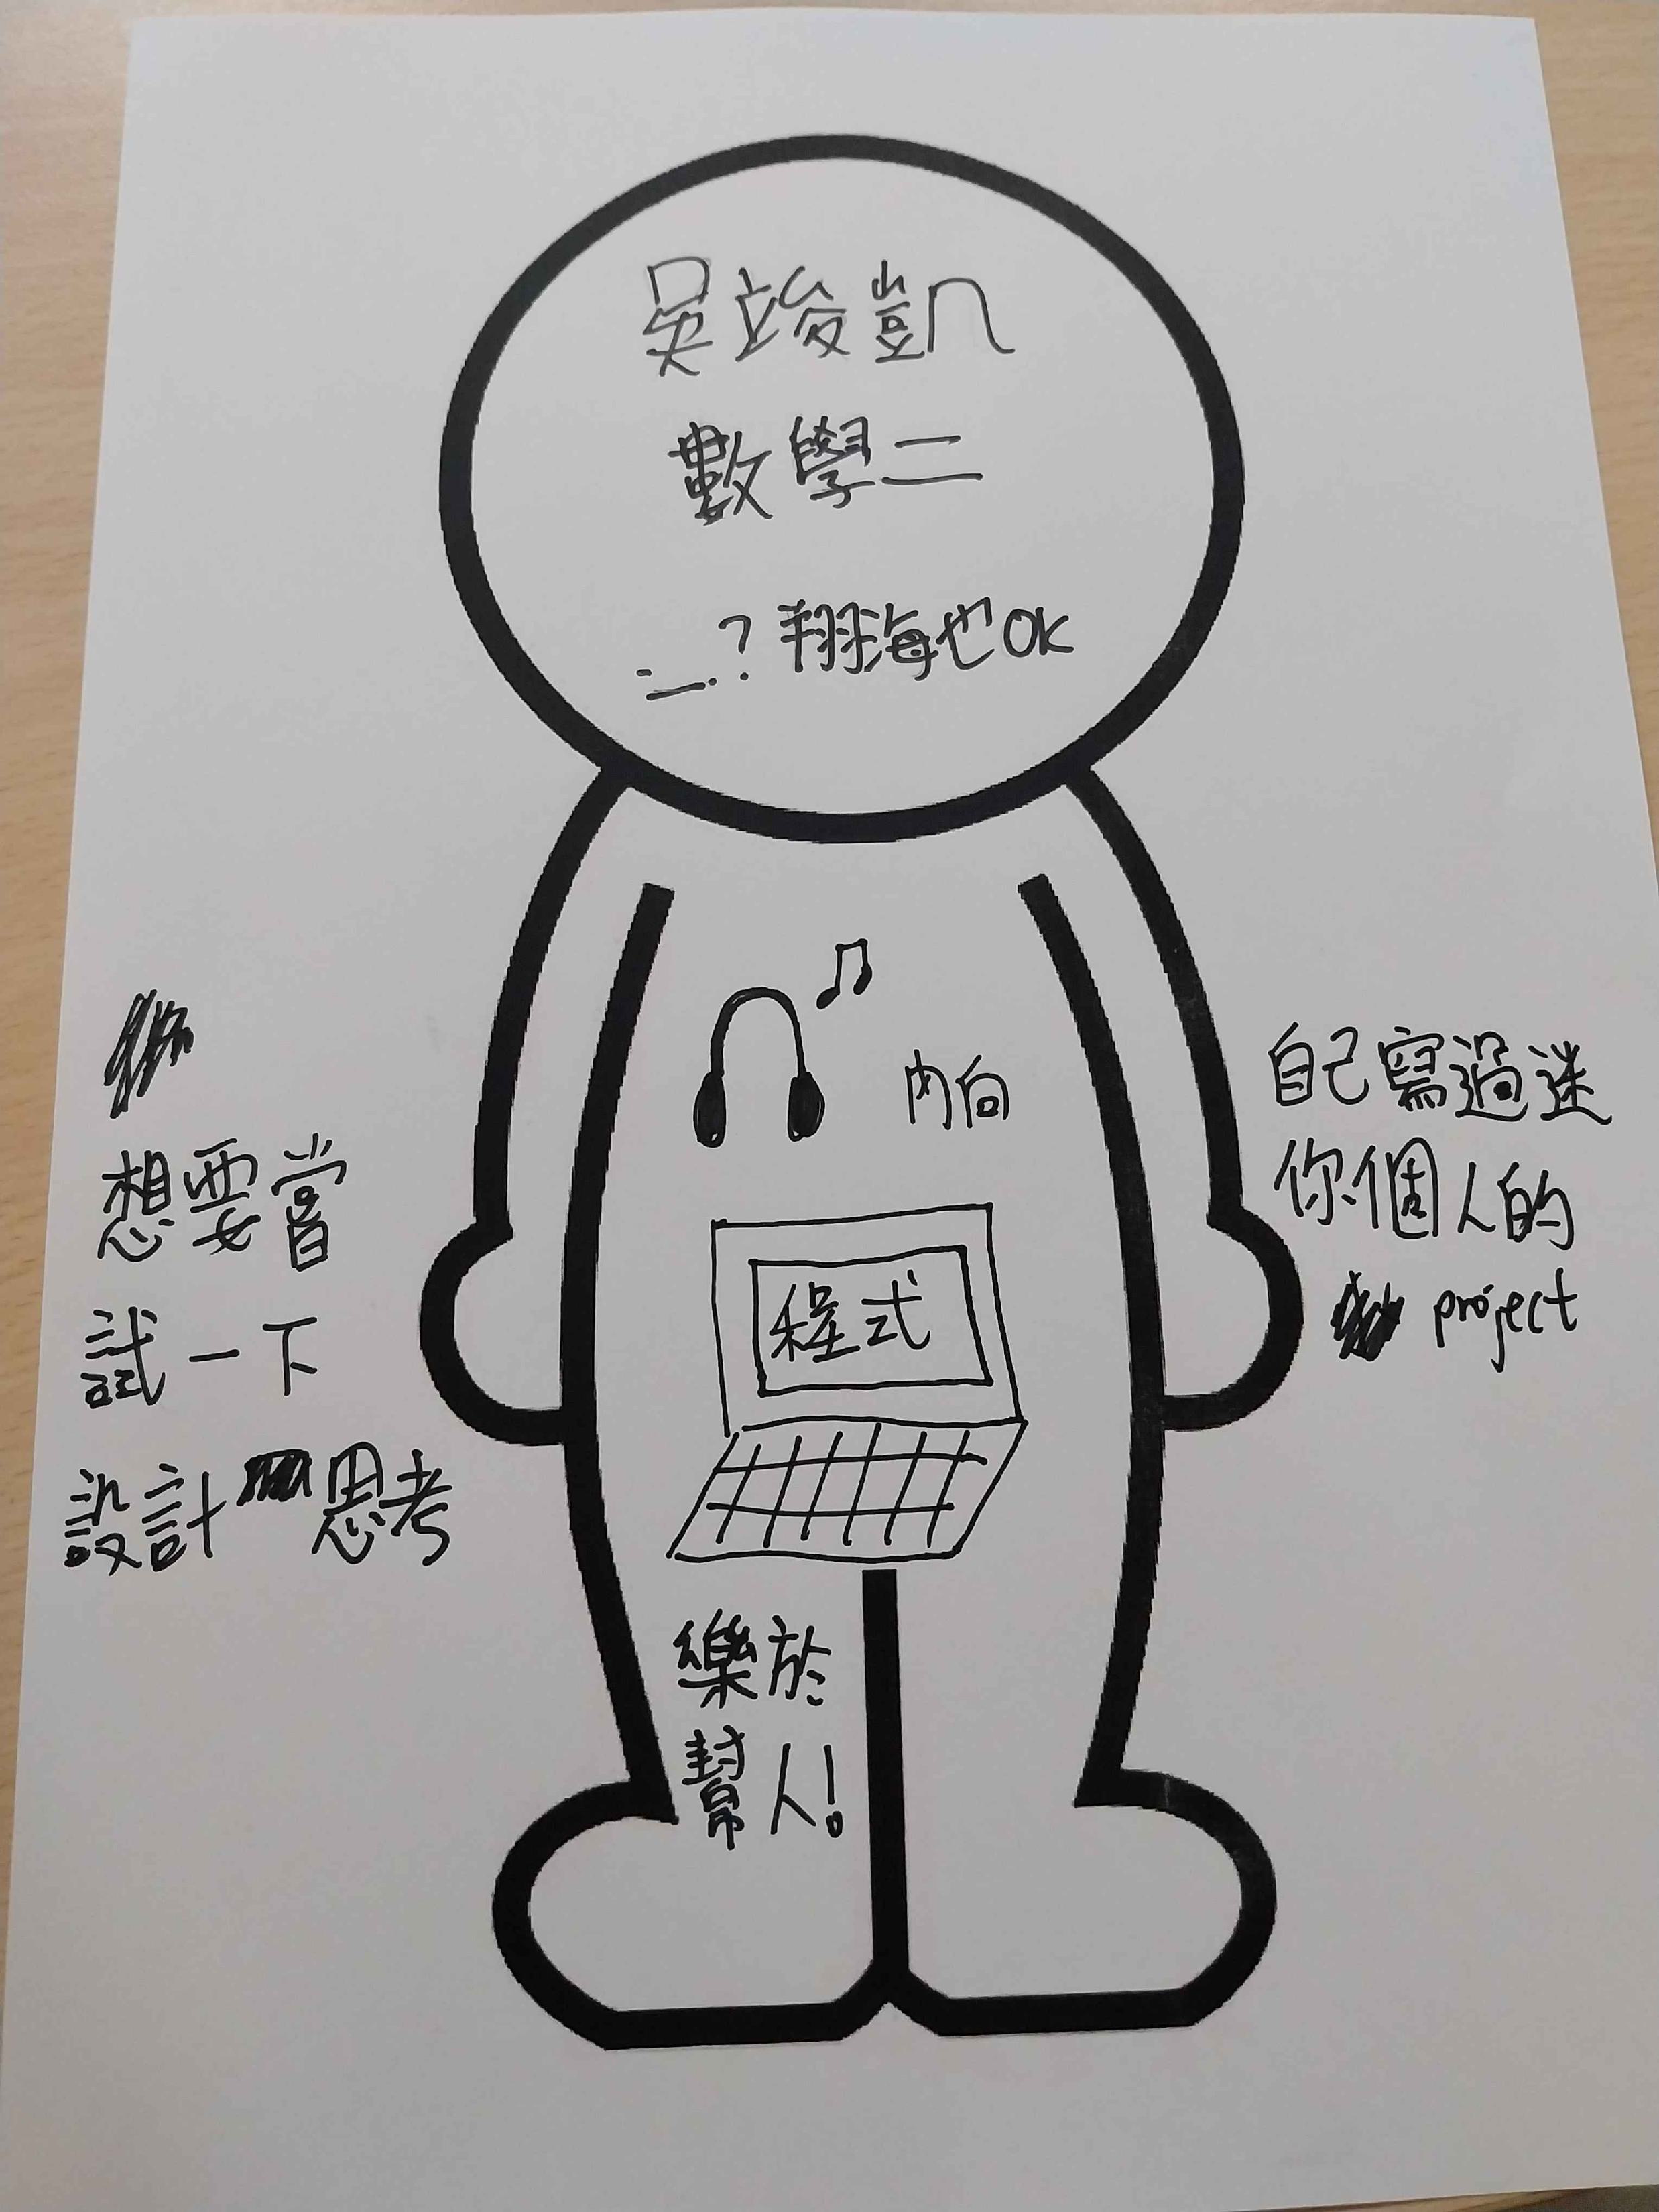 吳竣凱
數學二
翔海也OK
內向
程式
樂於
幫人!
想要嘗
試一下
設計思考
自己寫過迷
你個人的
project